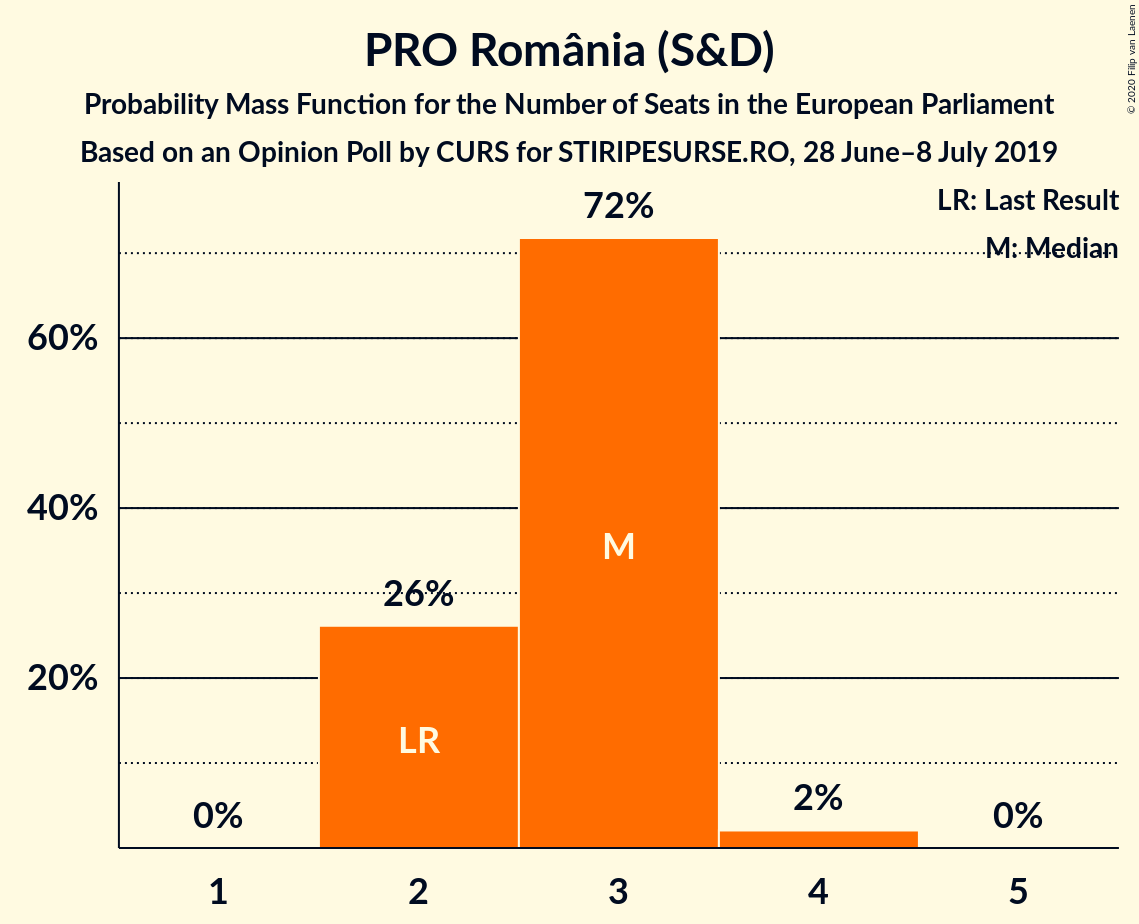 PRO România (S&D)
Probability Mass Function for the Number of Seats in the European Parliament
Based on an Opinion Poll by CURS for STIRIPESURSE.RO, 28 June–8 July 2019
© 2020 Filip van Laenen
LR: Last Result
M: Median
72%
60%
40%
20%
26%
M
LR
0%
2%
0%
1 2 3 4 5